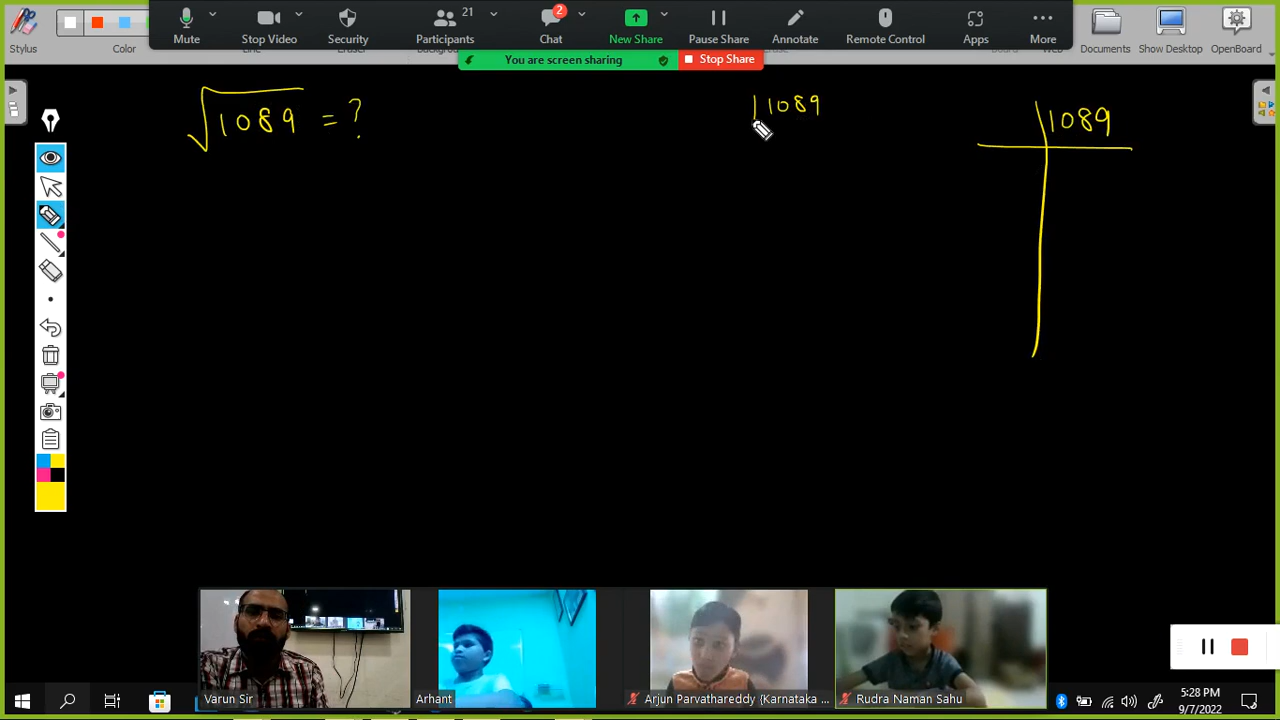 Mute
Stop Video
Security
Participants
21
Chat
2
New Share
Pause Share
Annotate
Remote Control
Apps
More
Stylus
Color
Documents
Show Desktop
OpenBoard
You are screen sharing
Stop Share
√1089 = ?
1089
1089
Varun Sir
Arhant
Arjun Parvathareddy {Karnataka ...
Rudra Naman Sahu
5:28 PM
9/7/2022